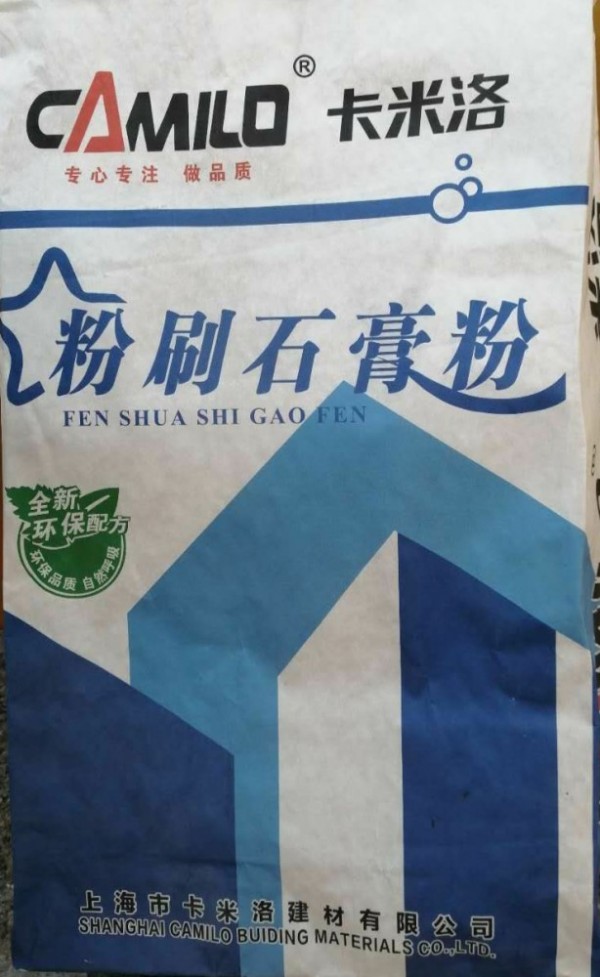 CAMILO® 卡米洛
专心专注 做品质
粉刷石膏粉
FEN SHUA SHI GAO FEN
全新
环保配方
环保品质 自然呼吸
上海市卡米洛建材有限公司
SHANGHAI CAMILO BUIDING MATERIALS CO.,LTD.